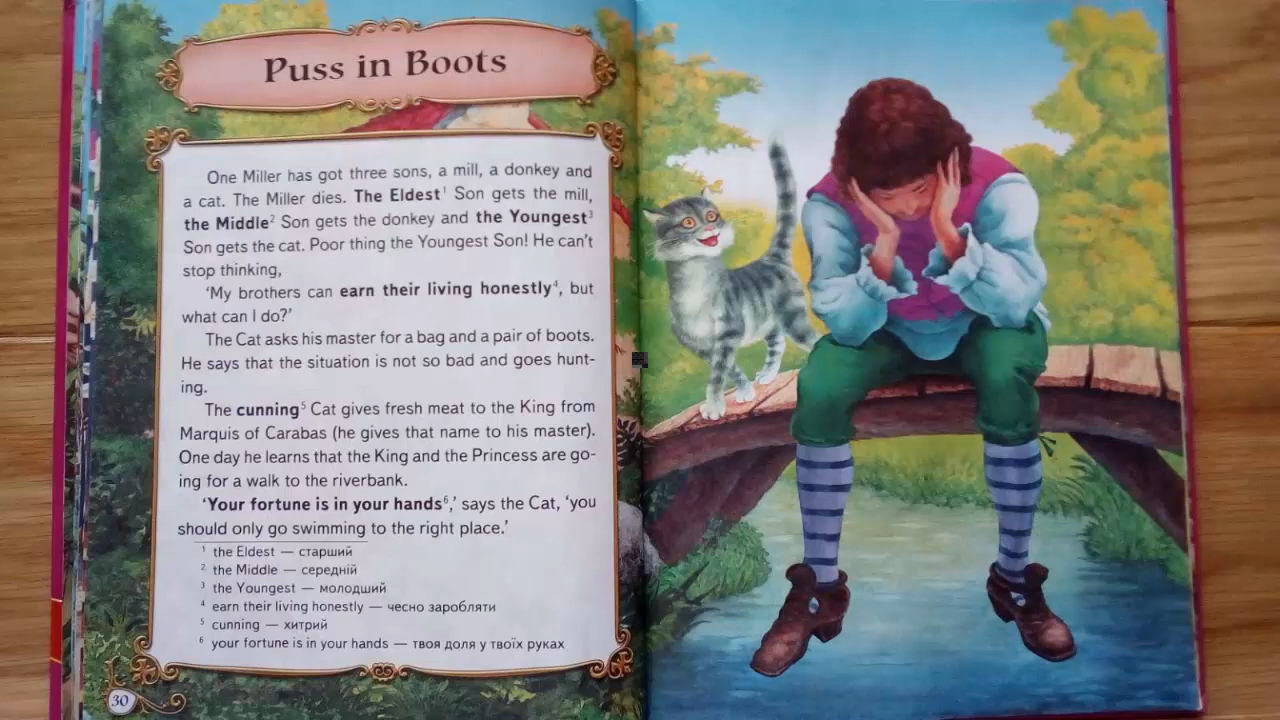 Puss in Boots
One Miller has got three sons, a mill, a donkey and
a cat. The Miller dies. The Eldest¹ Son gets the mill,
the Middle² Son gets the donkey and the Youngest³
Son gets the cat. Poor thing the Youngest Son! He can't
stop thinking,
'My brothers can earn their living honestly⁴, but
what can I do?'
The Cat asks his master for a bag and a pair of boots.
He says that the situation is not so bad and goes hunt-
ing.
The cunning⁵ Cat gives fresh meat to the King from
Marquis of Carabas (he gives that name to his master).
One day he learns that the King and the Princess are go-
ing for a walk to the riverbank.
'Your fortune is in your hands⁶,' says the Cat, 'you
should only go swimming to the right place.'
¹ the Eldest — старший
² the Middle — середній
³ the Youngest — молодший
⁴ earn their living honestly — чесно заробляти
⁵ cunning — хитрий
⁶ your fortune is in your hands — твоя доля у твоїх руках
30